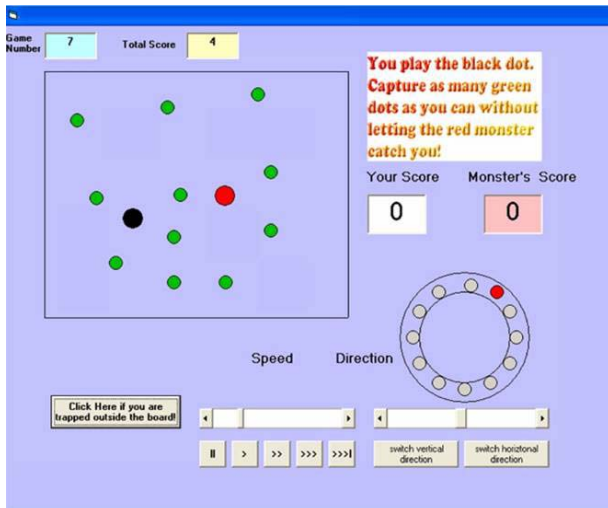 Game
Number
7
Total Score
4
You play the black dot.
Capture as many green
dots as you can without
letting the red monster
catch you!
Your Score
Monster's Score
0
0
Speed
Direction
Click Here if you are
trapped outside the board!
II
>
>>
>>>
>>>I
switch vertical
direction
switch horiztonal
direction